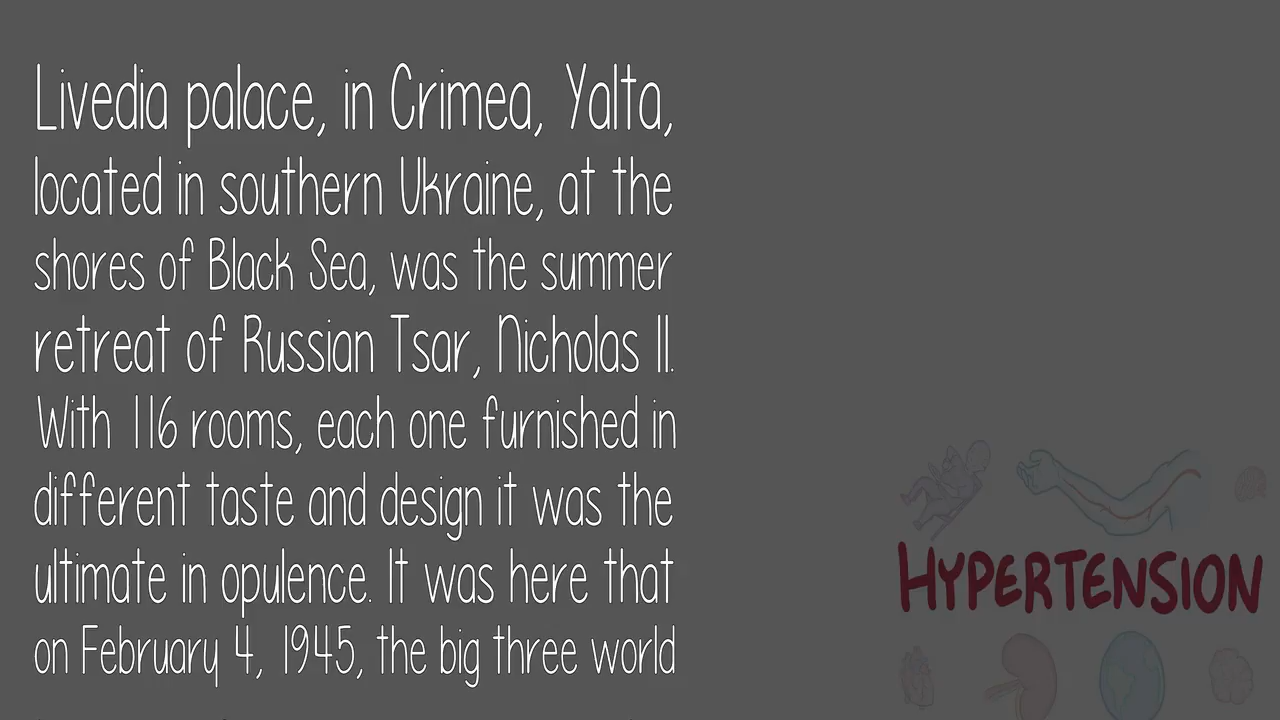 Livedia palace, in Crimea, Yalta,
located in southern Ukraine, at the
shores of Black Sea, was the summer
retreat of Russian Tsar, Nicholas II.
With 116 rooms, each one furnished in
different taste and design it was the
ultimate in opulence. It was here that
on February 4, 1945, the big three world
HYPERTENSION